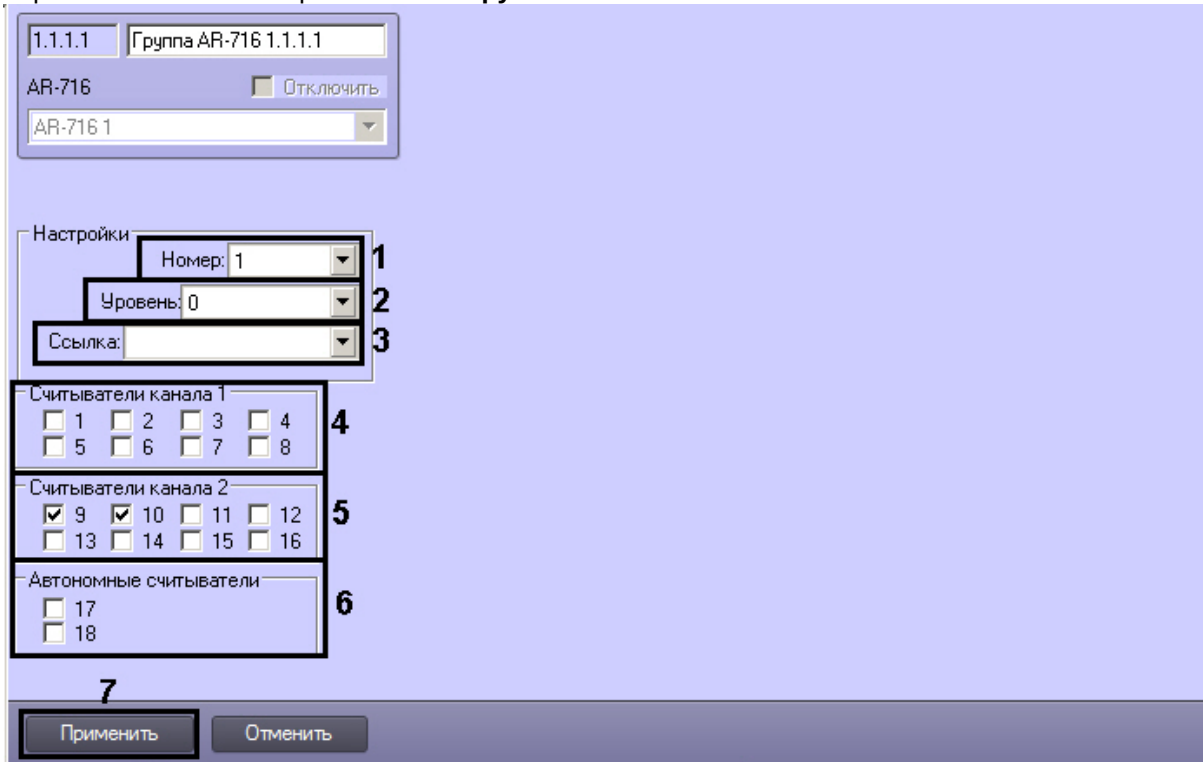 1.1.1.1 Группа AR-716 1.1.1.1
AR-716 Отключить
AR-716 1
Настройки
Номер: 1 1
Уровень: 0 2
Ссылка: 3
Считыватели канала 1
1 2 3 4
5 6 7 8
4
Считыватели канала 2
9 10 11 12
13 14 15 16
5
Автономные считыватели
17
18
6
7
Применить Отменить